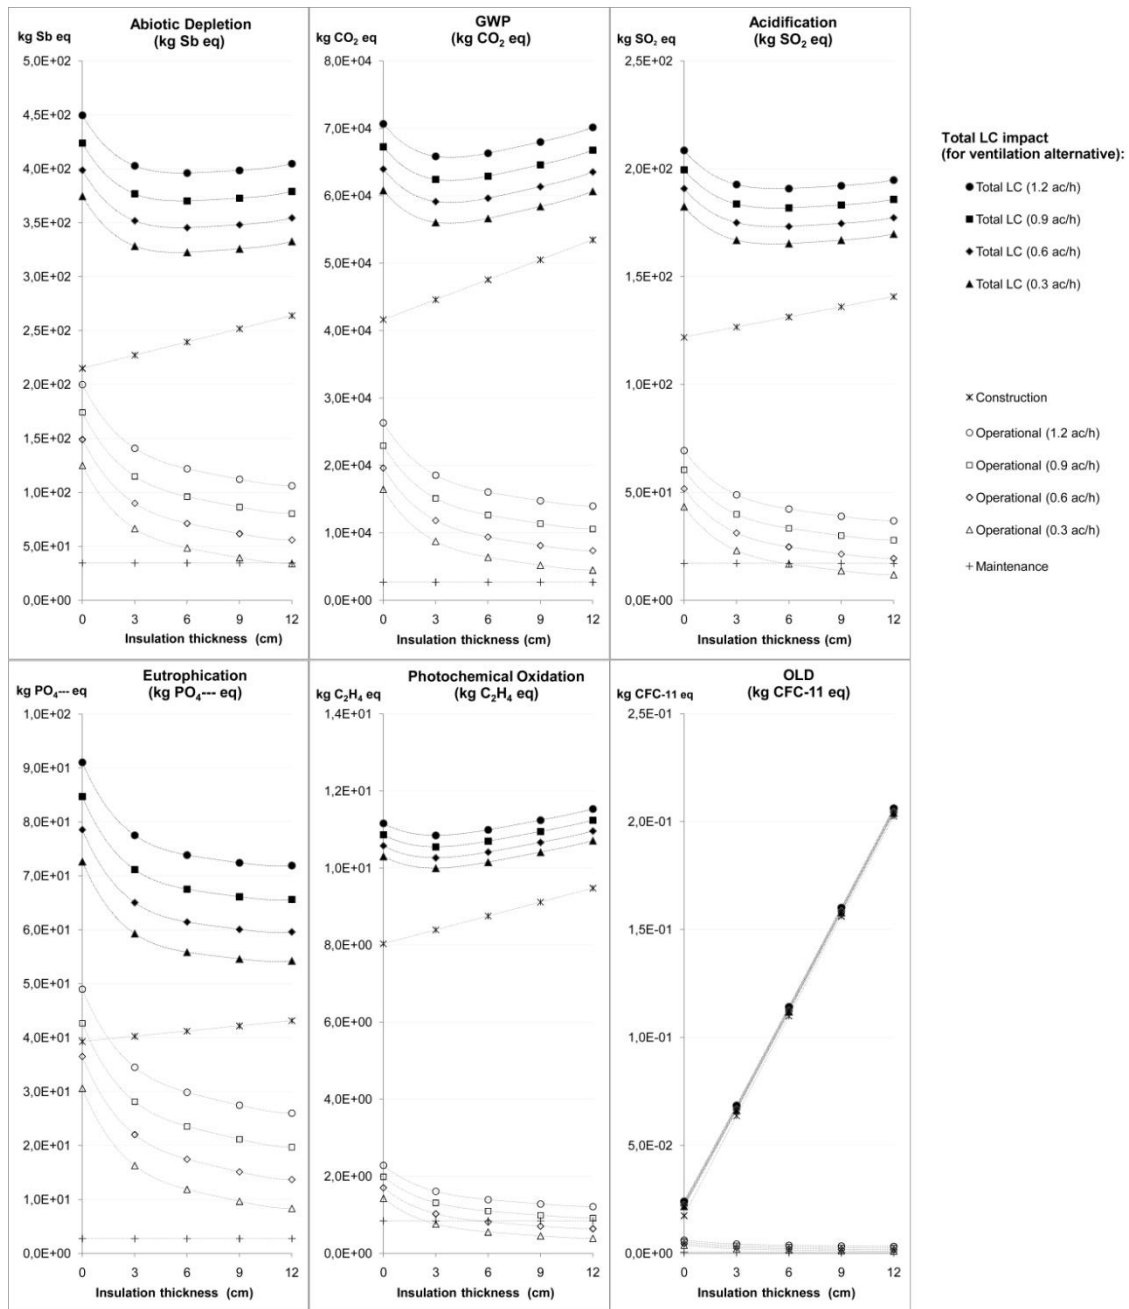 Abiotic Depletion
(kg Sb eq)
kg Sb eq
5,0E+02
4,5E+02
4,0E+02
3,5E+02
3,0E+02
2,5E+02
2,0E+02
1,5E+02
1,0E+02
5,0E+01
0,0E+00
0 3 6 9 12
Insulation thickness (cm)
GWP
(kg CO₂ eq)
kg CO₂ eq
8,0E+04
7,0E+04
6,0E+04
5,0E+04
4,0E+04
3,0E+04
2,0E+04
1,0E+04
0,0E+00
0 3 6 9 12
Insulation thickness (cm)
Acidification
(kg SO₂ eq)
kg SO₂ eq
2,5E+02
2,0E+02
1,5E+02
1,0E+02
5,0E+01
0,0E+00
0 3 6 9 12
Insulation thickness (cm)
Total LC impact
(for ventilation alternative):
Total LC (1.2 ac/h)
Total LC (0.9 ac/h)
Total LC (0.6 ac/h)
Total LC (0.3 ac/h)
Construction
Operational (1.2 ac/h)
Operational (0.9 ac/h)
Operational (0.6 ac/h)
Operational (0.3 ac/h)
Maintenance
Eutrophication
(kg PO₄--- eq)
kg PO₄--- eq
1,0E+02
9,0E+01
8,0E+01
7,0E+01
6,0E+01
5,0E+01
4,0E+01
3,0E+01
2,0E+01
1,0E+01
0,0E+00
0 3 6 9 12
Insulation thickness (cm)
Photochemical Oxidation
(kg C₂H₄ eq)
kg C₂H₄ eq
1,4E+01
1,2E+01
1,0E+01
8,0E+00
6,0E+00
4,0E+00
2,0E+00
0,0E+00
0 3 6 9 12
Insulation thickness (cm)
OLD
(kg CFC-11 eq)
kg CFC-11 eq
2,5E-01
2,0E-01
1,5E-01
1,0E-01
5,0E-02
0,0E+00
0 3 6 9 12
Insulation thickness (cm)